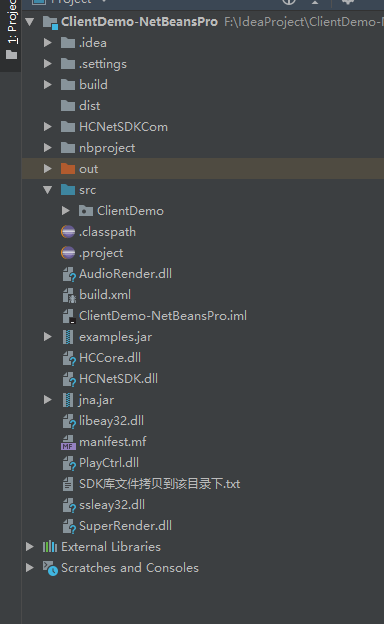 Project
1: Project
ClientDemo-NetBeansPro F:\IdeaProject\ClientDemo-
.idea
.settings
build
dist
HCNetSDKCom
nbproject
out
src
ClientDemo
.classpath
.project
AudioRender.dll
build.xml
ClientDemo-NetBeansPro.iml
examples.jar
HCCore.dll
HCNetSDK.dll
jna.jar
libeay32.dll
manifest.mf
PlayCtrl.dll
SDK库文件拷贝到该目录下.txt
ssleay32.dll
SuperRender.dll
External Libraries
Scratches and Consoles